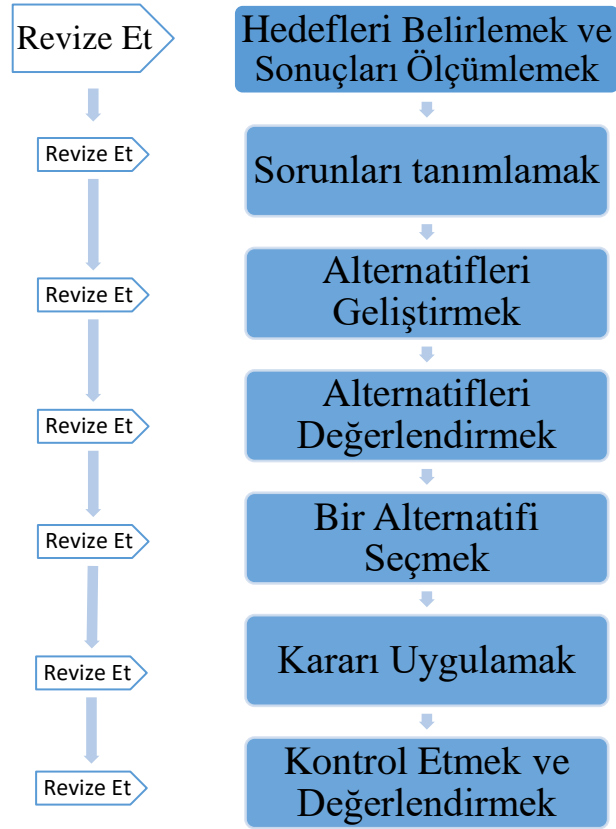 Revize Et
Hedefleri Belirlemek ve
Sonuçları Ölçümlemek
Revize Et
Sorunları tanımlamak
Revize Et
Alternatifleri
Geliştirmek
Revize Et
Alternatifleri
Değerlendirmek
Revize Et
Bir Alternatifi
Seçmek
Revize Et
Kararı Uygulamak
Revize Et
Kontrol Etmek ve
Değerlendirmek